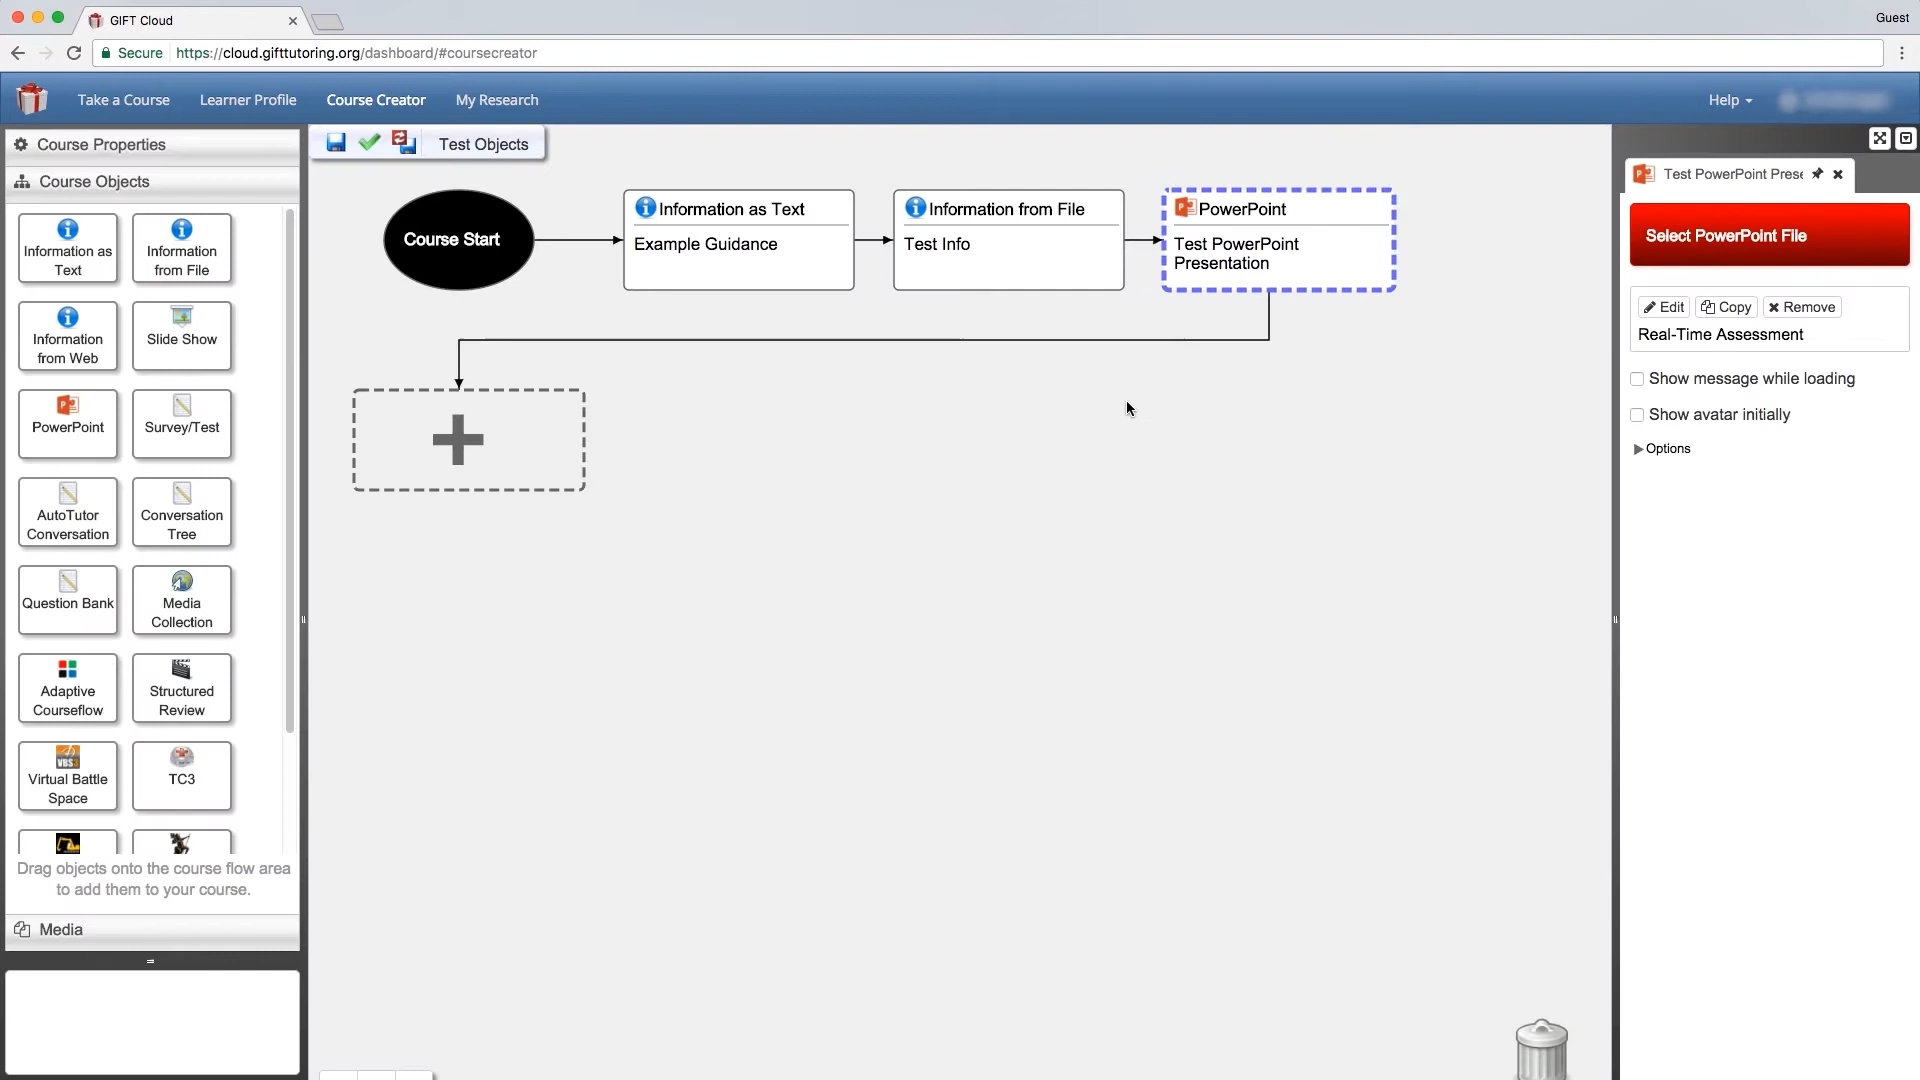 GIFT Cloud
Guest
Secure
https://cloud.gifttutoring.org/dashboard/#coursecreator
Take a Course
Learner Profile
Course Creator
My Research
Help
Course Properties
Course Objects
Information as
Text
Information
from File
Information
from Web
Slide Show
PowerPoint
Survey/Test
AutoTutor
Conversation
Conversation
Tree
Question Bank
Media
Collection
Adaptive
Courseflow
Structured
Review
VBS3
Virtual Battle
Space
TC3
Drag objects onto the course flow area
to add them to your course.
Media
Test Objects
Course Start
Information as Text
Example Guidance
Information from File
Test Info
PowerPoint
Test PowerPoint
Presentation
Test PowerPoint Prese
Select PowerPoint File
Edit
Copy
Remove
Real-Time Assessment
Show message while loading
Show avatar initially
Options